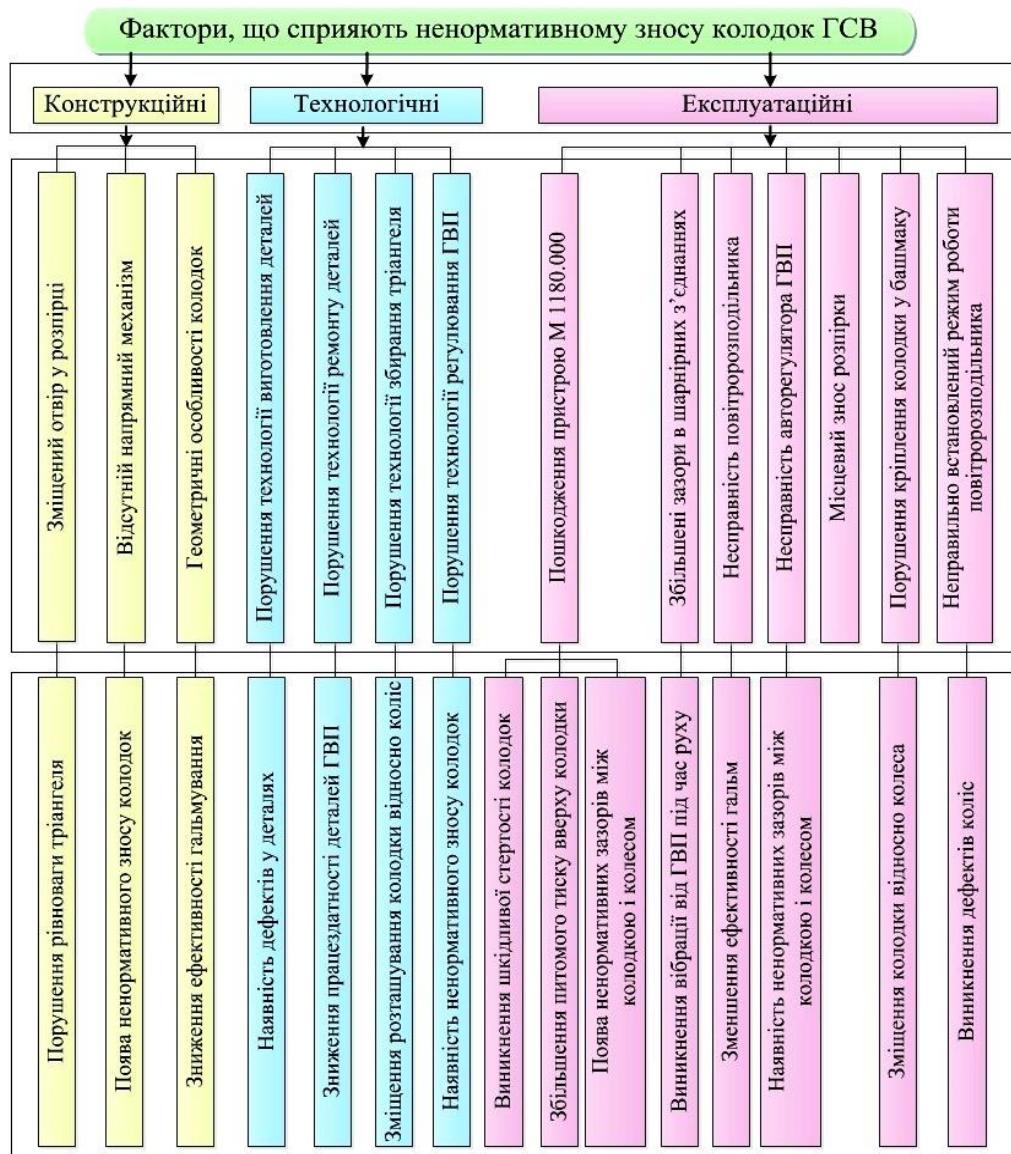 Фактори, що сприяють ненормативному зносу колодок ГСВ
Конструкційні
Технологічні
Експлуатаційні
Зміщений отвір у розпірці
Відсутній напрямний механізм
Геометричні особливості колодок
Порушення технології виготовлення деталей
Порушення технології ремонту деталей
Порушення технології збирання тріангеля
Порушення технології регулювання ГВП
Пошкодження пристрою М 1180.000
Збільшені зазори в шарнірних з’єднаннях
Несправність повітророзподільника
Несправність авторегулятора ГВП
Місцевий знос розпірки
Порушення кріплення колодки у башмаку
Неправильно встановлений режим роботи
повітророзподільника
Порушення рівноваги тріангеля
Поява ненормативного зносу колодок
Зниження ефективності гальмування
Наявність дефектів у деталях
Зниження працездатності деталей ГВП
Зміщення розташування колодки відносно коліс
Наявність ненормативного зносу колодок
Виникнення шкідливої стертості колодок
Збільшення питомого тиску вверху колодки
Поява ненормативних зазорів між
колодкою і колесом
Виникнення вібрації від ГВП під час руху
Зменшення ефективності гальм
Наявність ненормативних зазорів між
колодкою і колесом
Зміщення колодки відносно колеса
Виникнення дефектів коліс